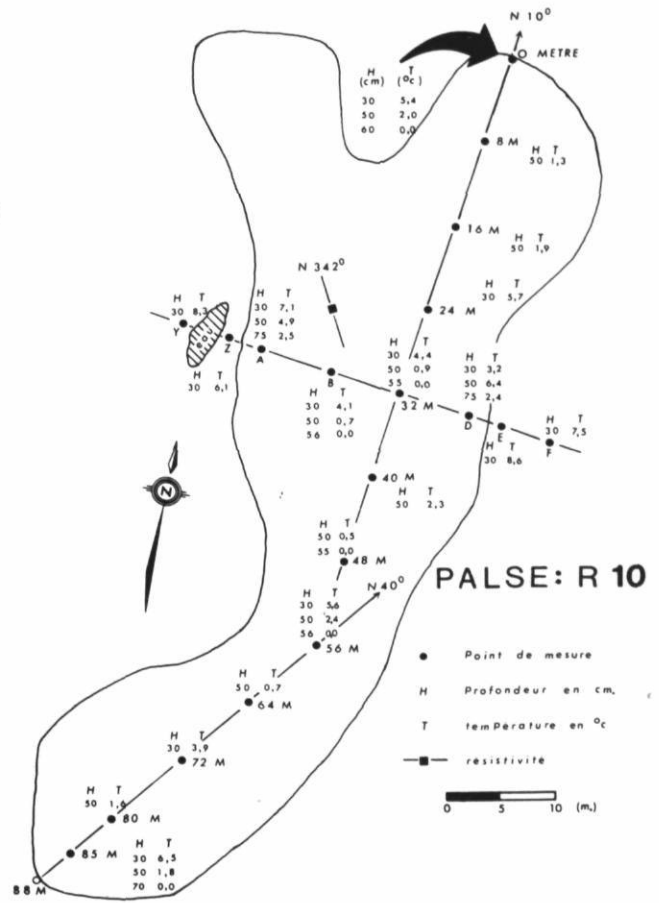 N 10°
O METRE
H T
(cm) (°c)
30 5,4
50 2,0
60 0,0
8 M
H T
50 1,3
16 M
H T
50 1,9
N 342°
H T
30 5,7
24 M
H T
30 8,3
Y
Z
H T
30 6,1
H T
30 7,1
50 4,9
75 2,5
A
B
H T
30 4,1
50 0,7
56 0,0
H T
30 4,4
50 0,9
55 0,0
32 M
H T
30 3,2
50 6,4
75 2,4
D
E
H T
30 8,6
H T
30 7,5
F
N
40 M
H T
50 2,3
H T
50 0,5
55 0,0
48 M
N 40°
H T
30 5,6
50 2,4
56 0,0
56 M
H T
50 0,7
64 M
H T
30 3,9
72 M
H T
50 1,6
80 M
85 M
H T
30 6,5
50 1,8
70 0,0
88 M
PALSE: R 10
Point de mesure
H Profondeur en cm.
T température en °c
résistivité
0 5 10 (m.)